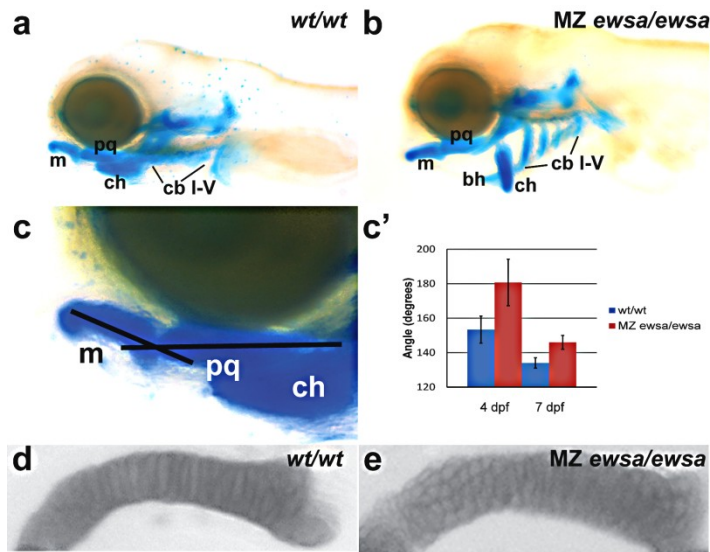 a
wt/wt
m
pq
ch
cb I-V
b
MZ ewsa/ewsa
m
pq
bh
ch
cb I-V
c
m
pq
ch
c'
200
180
160
140
120
Angle (degrees)
4 dpf
7 dpf
wt/wt
MZ ewsa/ewsa
d
wt/wt
e
MZ ewsa/ewsa